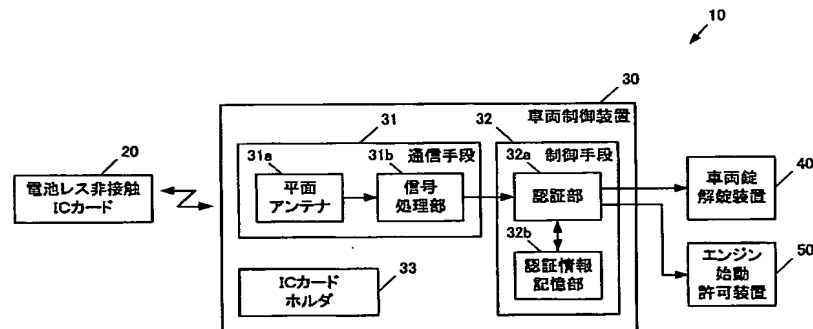 10
30
車両制御装置
31
通信手段
32
制御手段
20
電池レス非接触
ICカード
31a
平面
アンテナ
31b
信号
処理部
32a
認証部
40
車両錠
解錠装置
32b
認証情報
記憶部
33
ICカード
ホルダ
50
エンジン
始動
許可装置